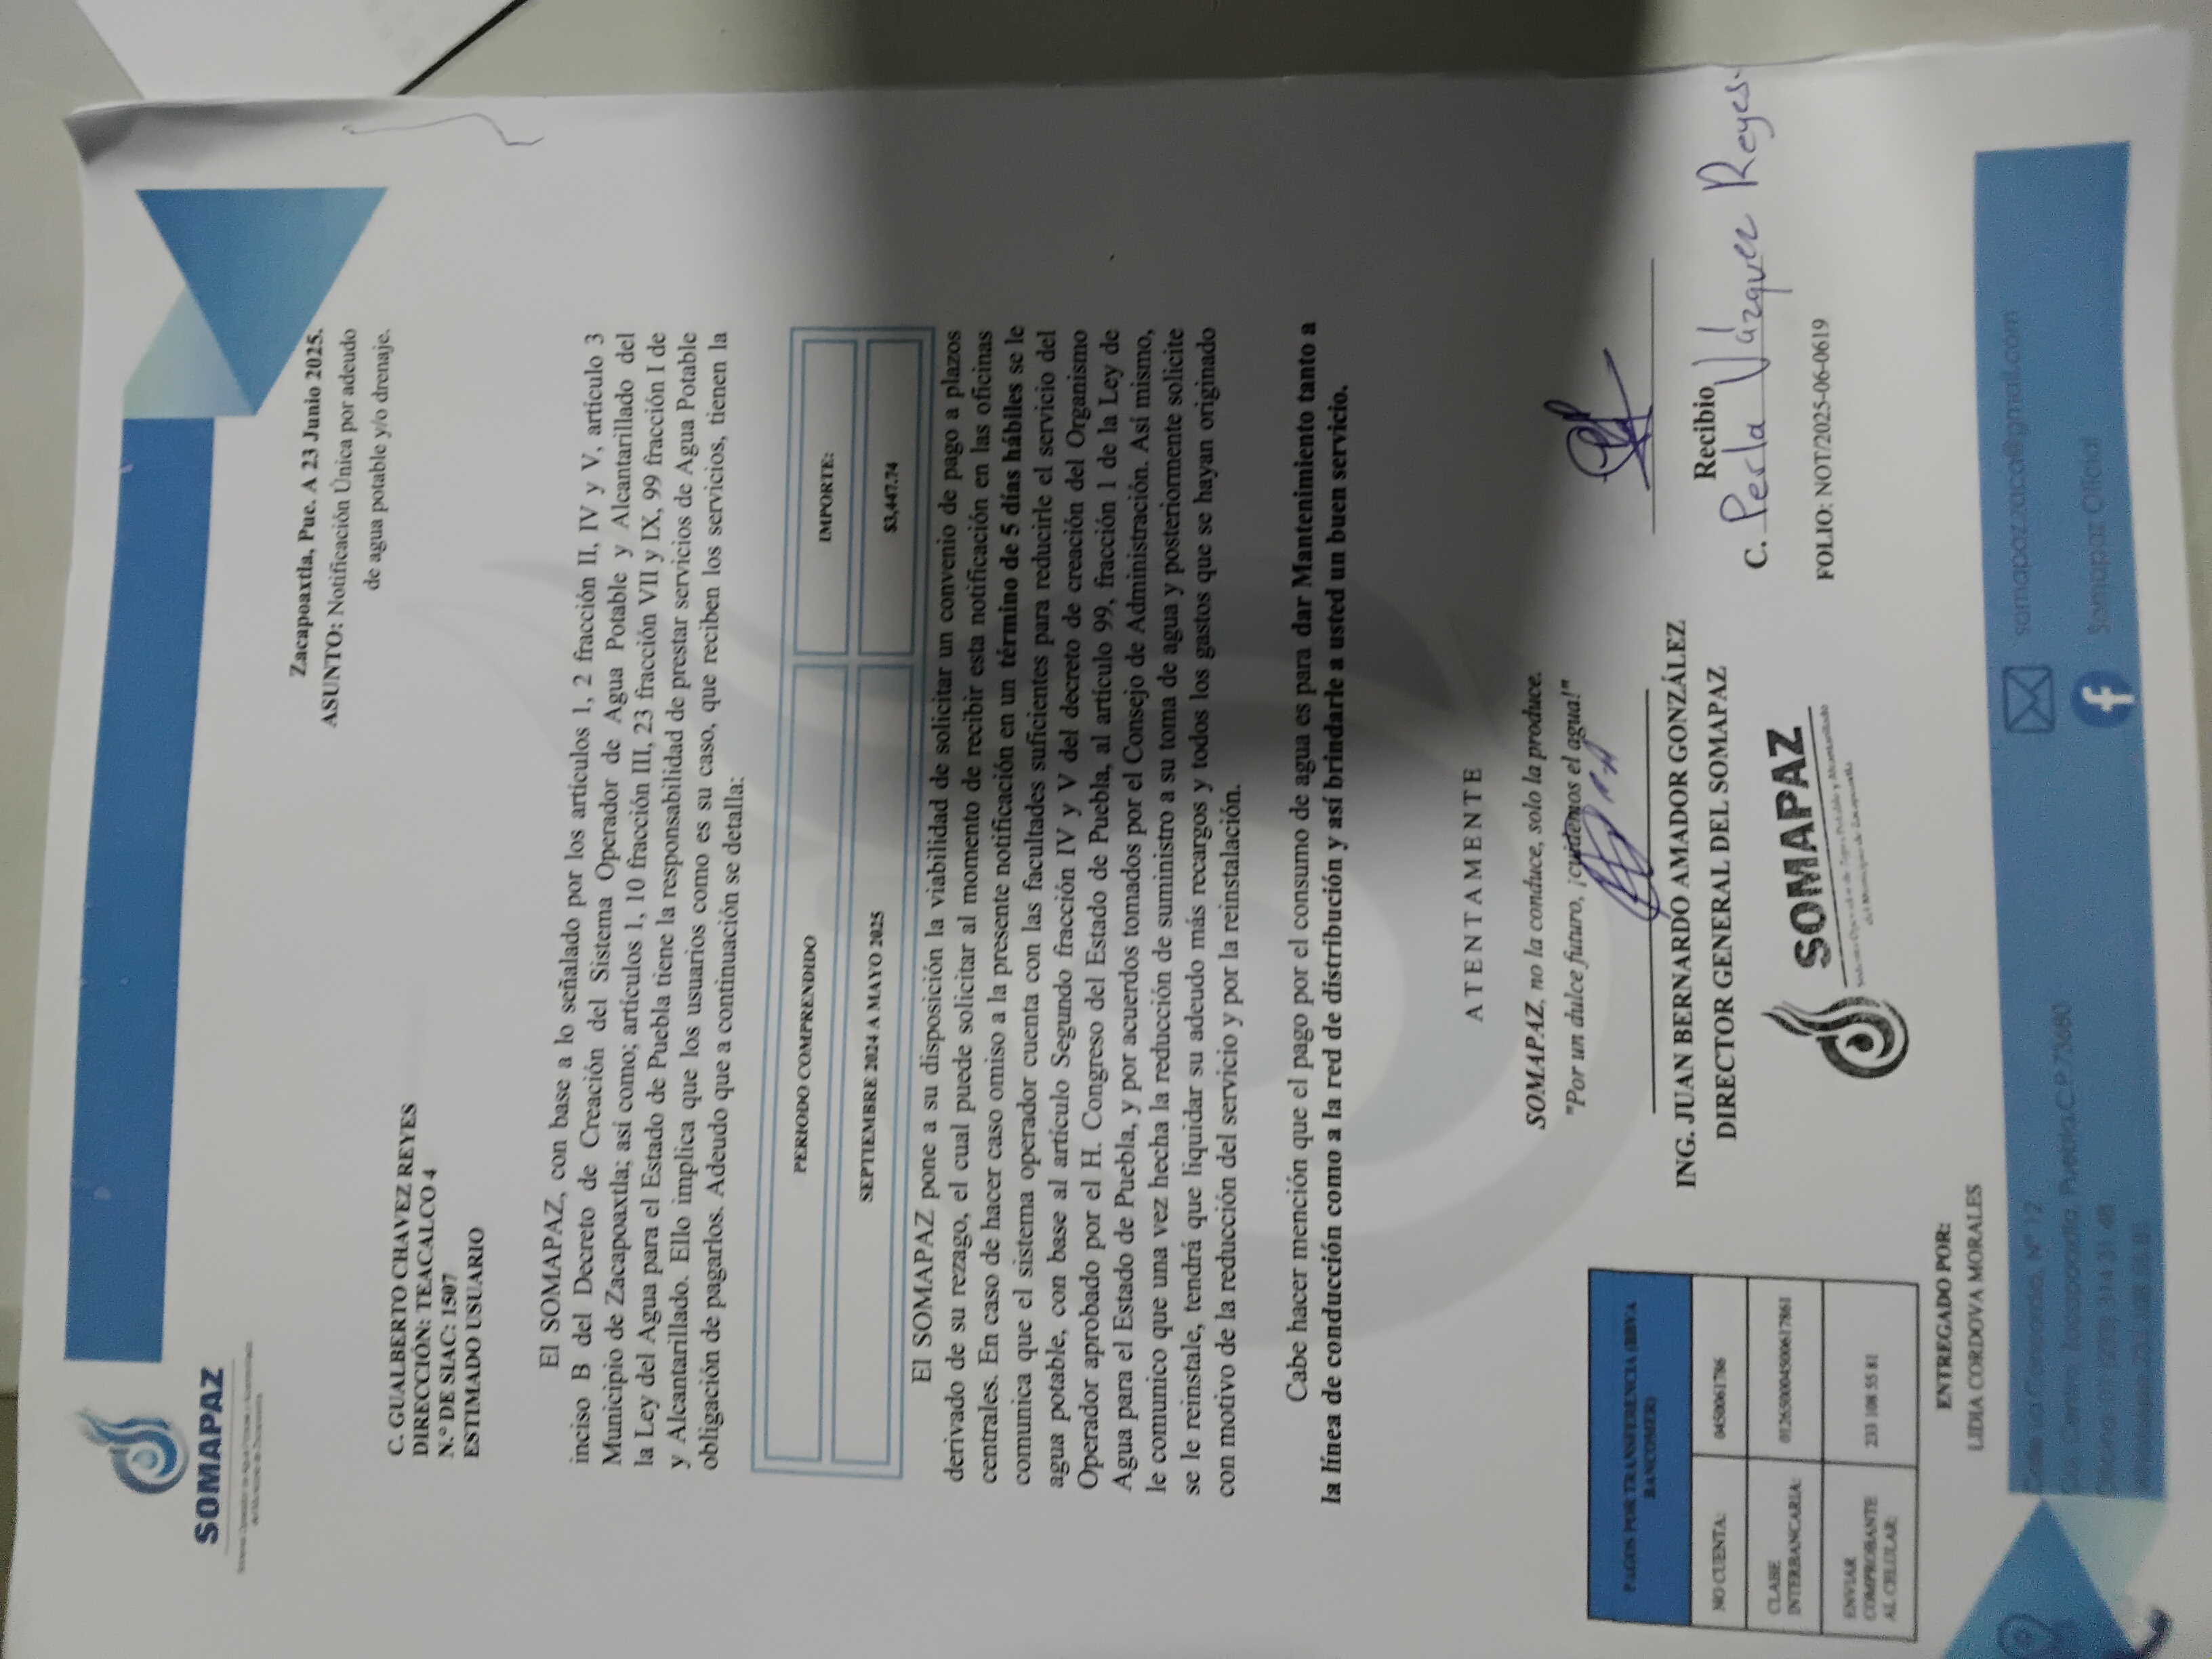 SOMAPAZ
Sistema Operador de Agua Potable y Alcantarillado
del Municipio de Zacapoaxtla
Zacapoaxtla, Pue. A 23 Junio 2025.
ASUNTO: Notificación Única por adeudo
de agua potable y/o drenaje.
C. GUALBERTO CHAVEZ REYES
DIRECCIÓN: TEACALCO 4
N.º DE SIAC: 1507
ESTIMADO USUARIO
El SOMAPAZ, con base a lo señalado por los artículos 1, 2 fracción II, IV y V, artículo 3
inciso B del Decreto de Creación del Sistema Operador de Agua Potable y Alcantarillado del
Municipio de Zacapoaxtla; así como; artículos 1, 10 fracción III, 23 fracción VII y IX, 99 fracción I de
la Ley del Agua para el Estado de Puebla tiene la responsabilidad de prestar servicios de Agua Potable
y Alcantarillado. Ello implica que los usuarios como es su caso, que reciben los servicios, tienen la
obligación de pagarlos. Adeudo que a continuación se detalla:
PERIODO COMPRENDIDO
IMPORTE:
SEPTIEMBRE 2024 A MAYO 2025
$3,447.74
El SOMAPAZ pone a su disposición la viabilidad de solicitar un convenio de pago a plazos
derivado de su rezago, el cual puede solicitar al momento de recibir esta notificación en las oficinas
centrales. En caso de hacer caso omiso a la presente notificación en un término de 5 días hábiles se le
comunica que el sistema operador cuenta con las facultades suficientes para reducirle el servicio del
agua potable, con base al artículo Segundo fracción IV y V del decreto de creación del Organismo
Operador aprobado por el H. Congreso del Estado de Puebla, al artículo 99, fracción 1 de la Ley de
Agua para el Estado de Puebla, y por acuerdos tomados por el Consejo de Administración. Así mismo,
le comunico que una vez hecha la reducción de suministro a su toma de agua y posteriormente solicite
se le reinstale, tendrá que liquidar su adeudo más recargos y todos los gastos que se hayan originado
con motivo de la reducción del servicio y por la reinstalación.
Cabe hacer mención que el pago por el consumo de agua es para dar Mantenimiento tanto a
la línea de conducción como a la red de distribución y así brindarle a usted un buen servicio.
ATENTAMENTE
SOMAPAZ, no la conduce, solo la produce.
"Por un dulce futuro, ¡cuidemos el agua!"
ING. JUAN BERNARDO AMADOR GONZÁLEZ
DIRECTOR GENERAL DEL SOMAPAZ
SOMAPAZ
Sistema Operador de Agua Potable y Alcantarillado
del Municipio de Zacapoaxtla
Recibio
C. Perla Vázquez Reyes.
FOLIO: NOT/2025-06-0619
PAGOS POR TRANSFERENCIA (BBVA
BANCOMER)
NO CUENTA:
0450061786
CLABE
INTERBANCARIA:
012650004500617861
ENVIAR
COMPROBANTE
AL CELULAR:
233 108 55 81
ENTREGADO POR:
LIDIA CORDOVA MORALES
Calle La Concordia, Nº 12
Col. Centro, Zacapoaxtla, Puebla.C.P.73680
Oficina: 01 (233) 314 31 48
Whatsapp: 233 108 55 81
somapaz.zaca@gmail.com
Somapaz Oficial